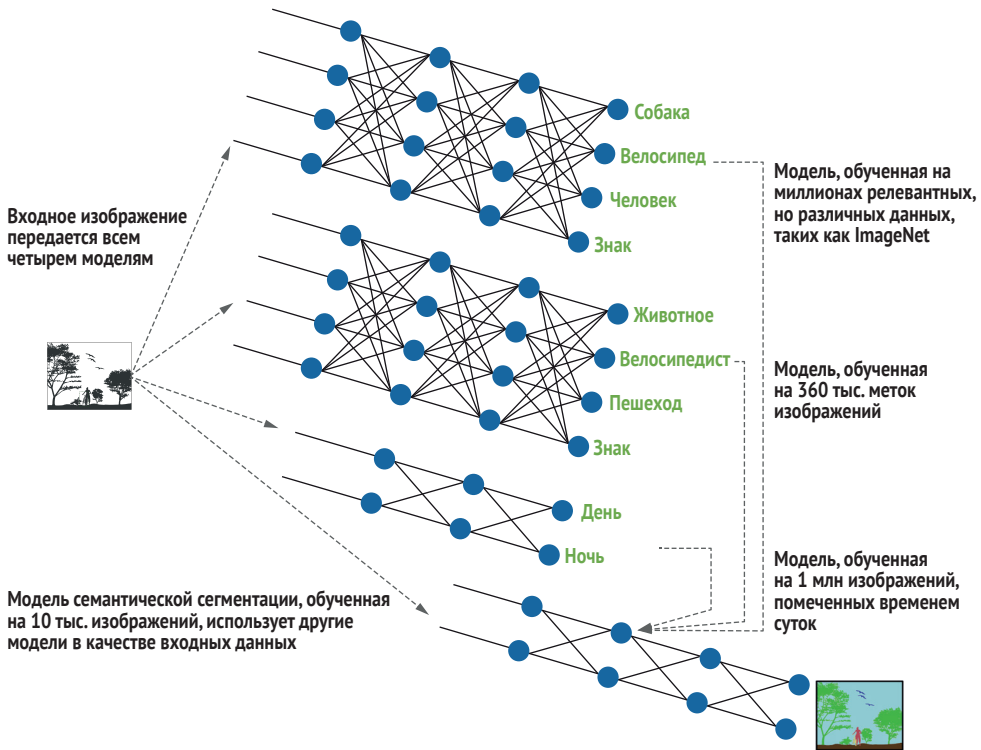 Собака
Велосипед
Человек
Знак
Модель, обученная на
миллионах релевантных,
но различных данных,
таких как ImageNet
Входное изображение
передается всем
четырем моделям
Животное
Велосипедист
Пешеход
Знак
Модель, обученная
на 360 тыс. меток
изображений
День
Ночь
Модель, обученная
на 1 млн изображений,
помеченных временем
суток
Модель семантической сегментации, обученная
на 10 тыс. изображений, использует другие
модели в качестве входных данных